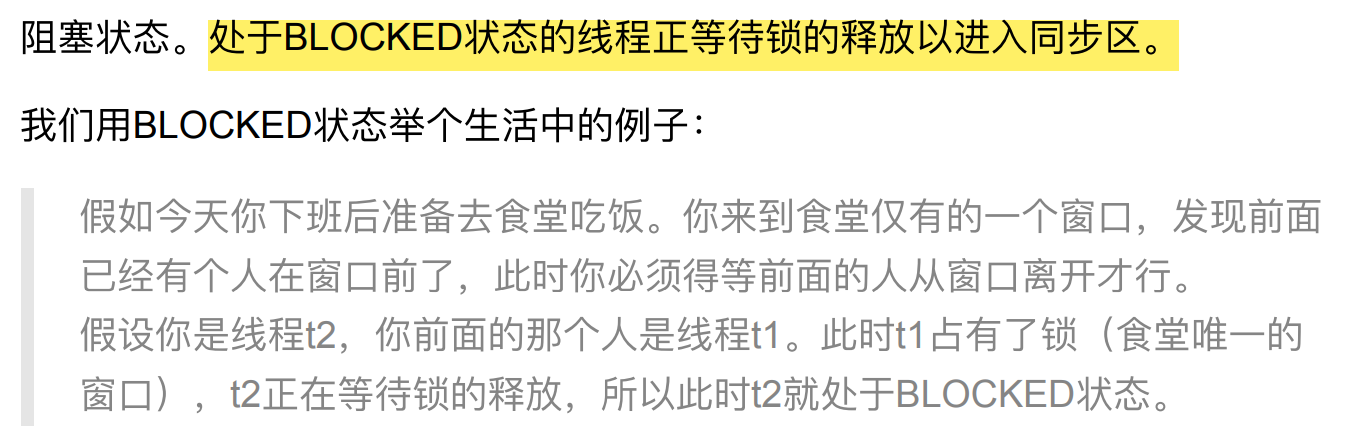 阻塞状态。处于BLOCKED状态的线程正等待锁的释放以进入同步区。
我们用BLOCKED状态举个生活中的例子：
假如今天你下班后准备去食堂吃饭。你来到食堂仅有的一个窗口，发现前面
已经有个人在窗口前了，此时你必须得等前面的人从窗口离开才行。
假设你是线程t2，你前面的那个人是线程t1。此时t1占有了锁（食堂唯一的
窗口），t2正在等待锁的释放，所以此时t2就处于BLOCKED状态。